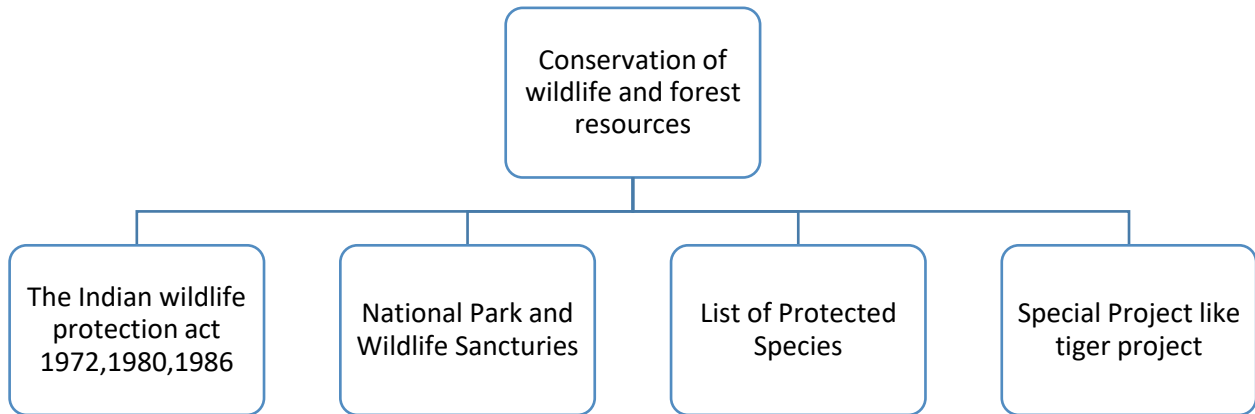 Conservation of
wildlife and forest
resources
The Indian wildlife
protection act
1972,1980,1986
National Park and
Wildlife Sancturies
List of Protected
Species
Special Project like
tiger project